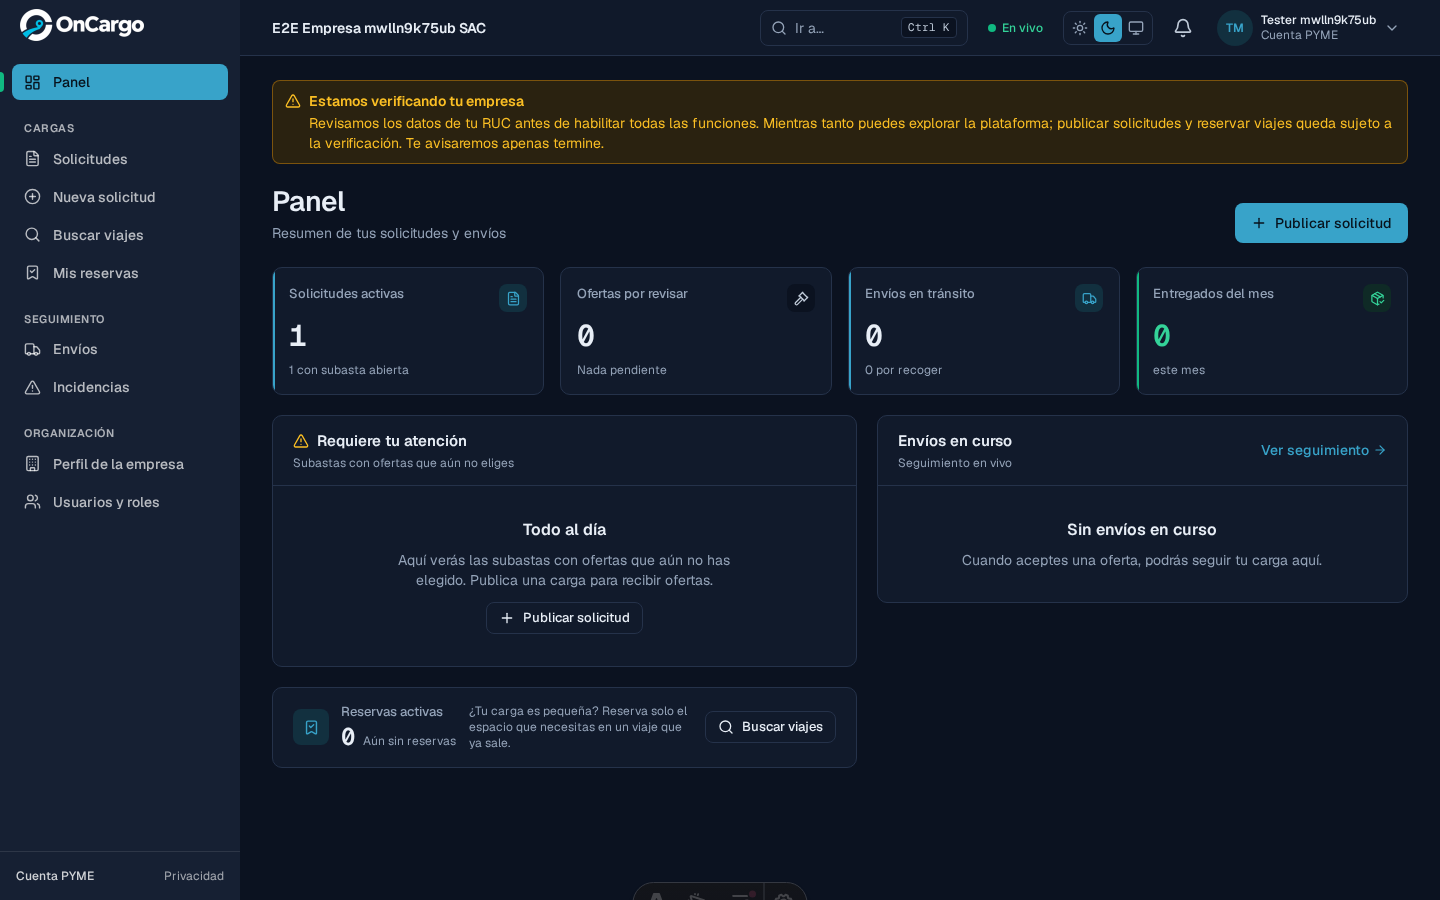 OnCargo
E2E Empresa mwlln9k75ub SAC
Ir a...
Ctrl K
En vivo
TM
Tester mwlln9k75ub
Cuenta PYME
Panel
CARGAS
Solicitudes
Nueva solicitud
Buscar viajes
Mis reservas
SEGUIMIENTO
Envíos
Incidencias
ORGANIZACIÓN
Perfil de la empresa
Usuarios y roles
Cuenta PYME
Privacidad
Estamos verificando tu empresa
Revisamos los datos de tu RUC antes de habilitar todas las funciones. Mientras tanto puedes explorar la plataforma; publicar solicitudes y reservar viajes queda sujeto a
la verificación. Te avisaremos apenas termine.
Panel
Resumen de tus solicitudes y envíos
Publicar solicitud
Solicitudes activas
1
1 con subasta abierta
Ofertas por revisar
0
Nada pendiente
Envíos en tránsito
0
0 por recoger
Entregados del mes
0
este mes
Requiere tu atención
Subastas con ofertas que aún no eliges
Todo al día
Aquí verás las subastas con ofertas que aún no has
elegido. Publica una carga para recibir ofertas.
Publicar solicitud
Envíos en curso
Seguimiento en vivo
Ver seguimiento
Sin envíos en curso
Cuando aceptes una oferta, podrás seguir tu carga aquí.
Reservas activas
0 Aún sin reservas
¿Tu carga es pequeña? Reserva solo el
espacio que necesitas en un viaje que
ya sale.
Buscar viajes